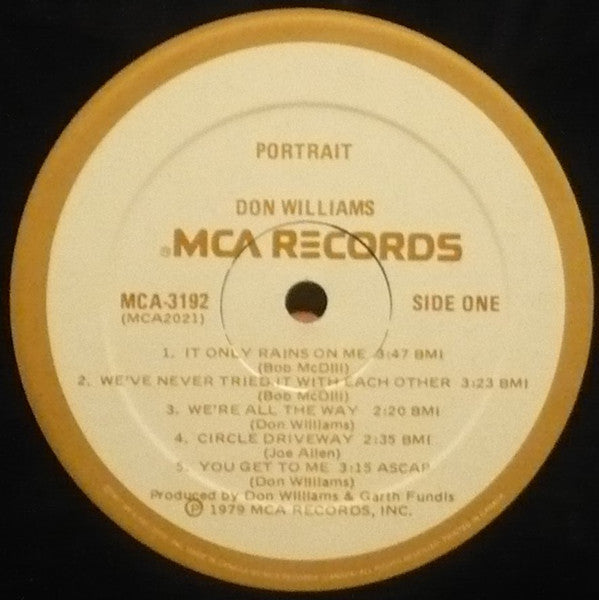 PORTRAIT
DON WILLIAMS
®MCA RECORDS
MCA-3192 SIDE ONE
(MCA2021)
1. IT ONLY RAINS ON ME 3:47 BMI
(Bob McDill)
2. WE'VE NEVER TRIED IT WITH EACH OTHER 3:23 BMI
(Bob McDill)
3. WE'RE ALL THE WAY 2:20 BMI
(Don Williams)
4. CIRCLE DRIVEWAY 2:35 BMI
(Joe Allen)
5. YOU GET TO ME 3:15 ASCAP
(Don Williams)
Produced by Don Williams & Garth Fundis
℗ 1979 MCA RECORDS, INC.